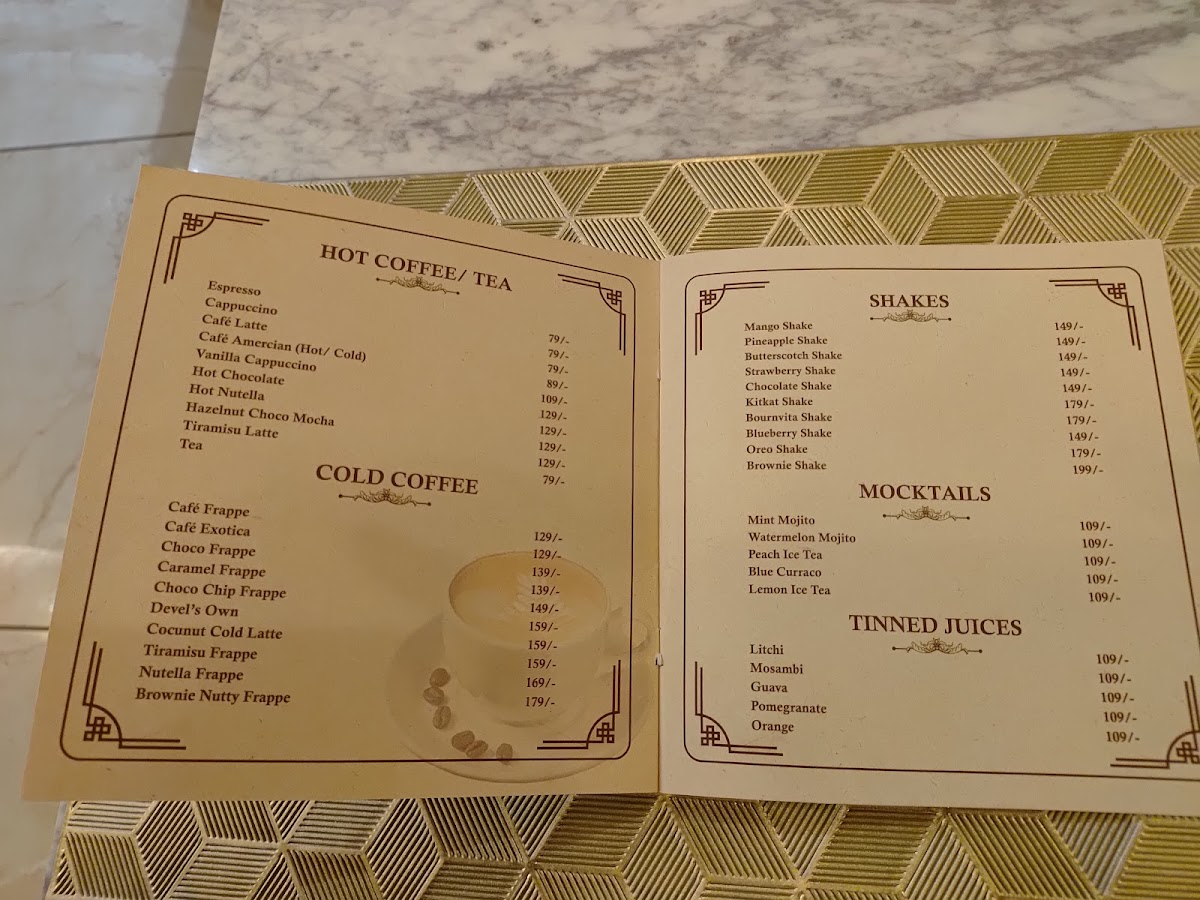 HOT COFFEE/ TEA
Espresso 79/-
Cappuccino 79/-
Café Latte 79/-
Café Amercian (Hot/ Cold) 89/-
Vanilla Cappuccino 109/-
Hot Chocolate 129/-
Hot Nutella 129/-
Hazelnut Choco Mocha 129/-
Tiramisu Latte 129/-
Tea 79/-
COLD COFFEE
Café Frappe 129/-
Café Exotica 129/-
Choco Frappe 139/-
Caramel Frappe 139/-
Choco Chip Frappe 149/-
Devel's Own 159/-
Cocunut Cold Latte 159/-
Tiramisu Frappe 159/-
Nutella Frappe 169/-
Brownie Nutty Frappe 179/-
SHAKES
Mango Shake 149/-
Pineapple Shake 149/-
Butterscotch Shake 149/-
Strawberry Shake 149/-
Chocolate Shake 149/-
Kitkat Shake 179/-
Bournvita Shake 179/-
Blueberry Shake 149/-
Oreo Shake 179/-
Brownie Shake 199/-
MOCKTAILS
Mint Mojito 109/-
Watermelon Mojito 109/-
Peach Ice Tea 109/-
Blue Curraco 109/-
Lemon Ice Tea 109/-
TINNED JUICES
Litchi 109/-
Mosambi 109/-
Guava 109/-
Pomegranate 109/-
Orange 109/-